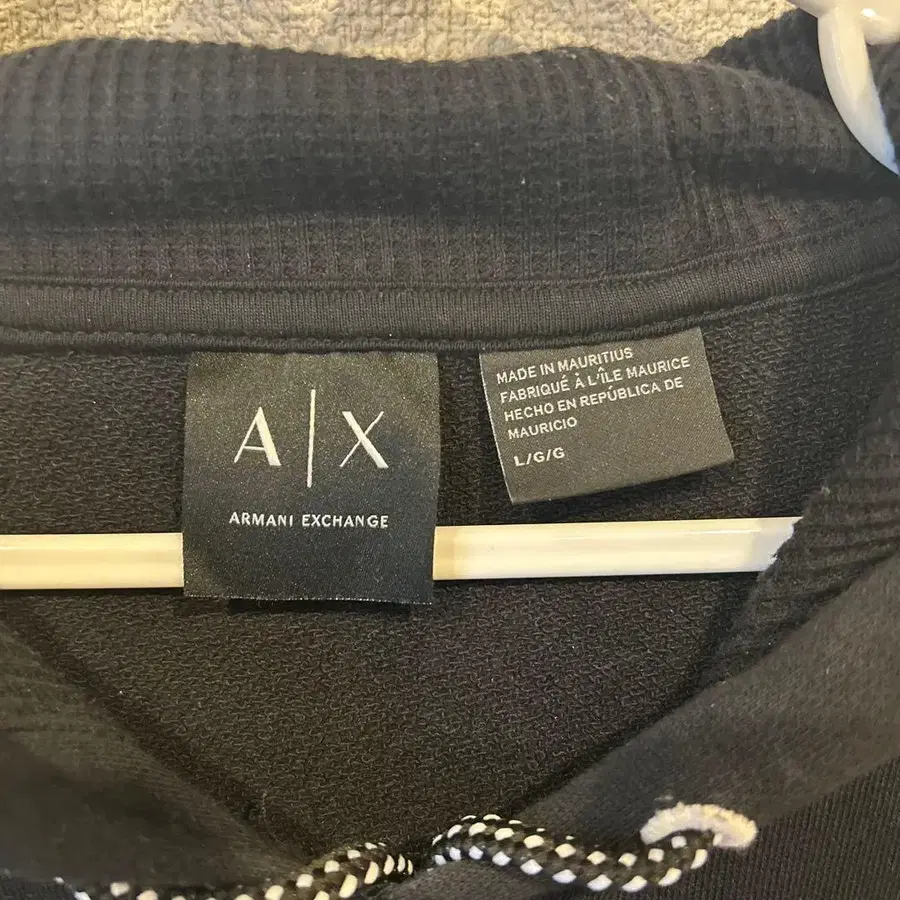 A|X
ARMANI EXCHANGE
MADE IN MAURITIUS
FABRIQUÉ À L'ÎLE MAURICE
HECHO EN REPÚBLICA DE
MAURICIO
L/G/G